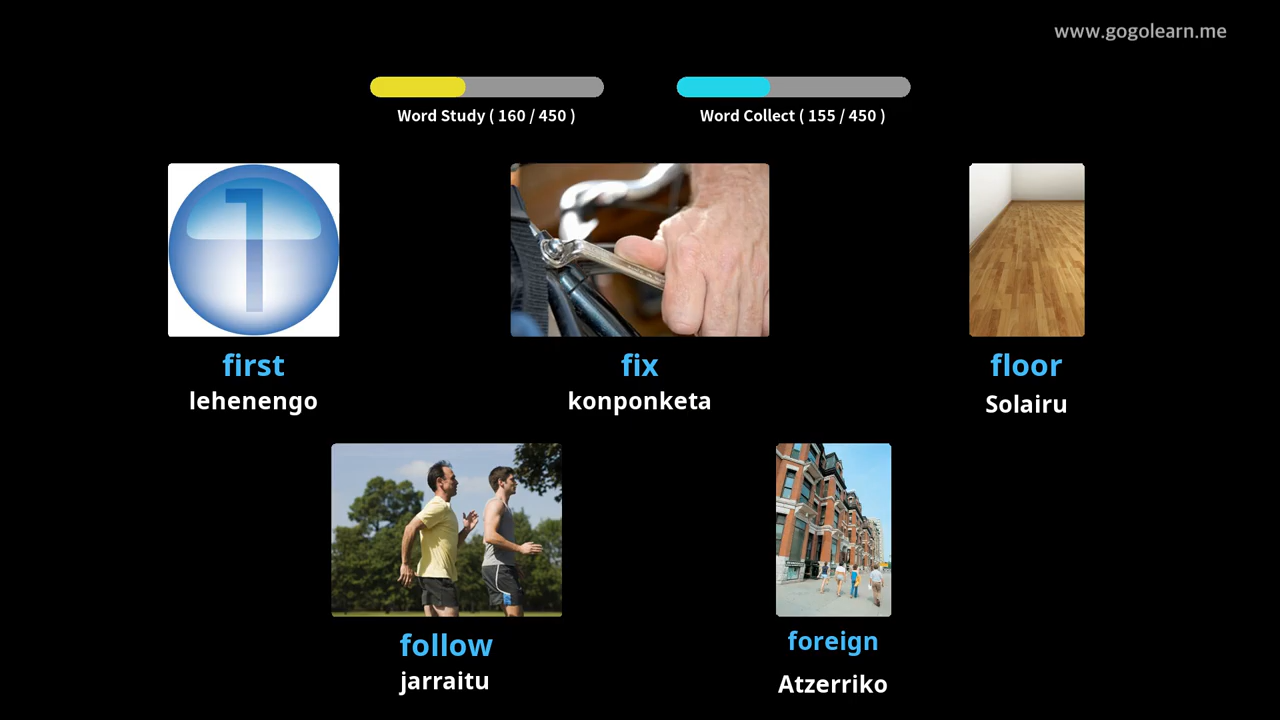 www.gogolearn.me
Word Study ( 160 / 450 )
Word Collect ( 155 / 450 )
1
first
lehenengo
fix
konponketa
floor
Solairu
follow
jarraitu
foreign
Atzerriko